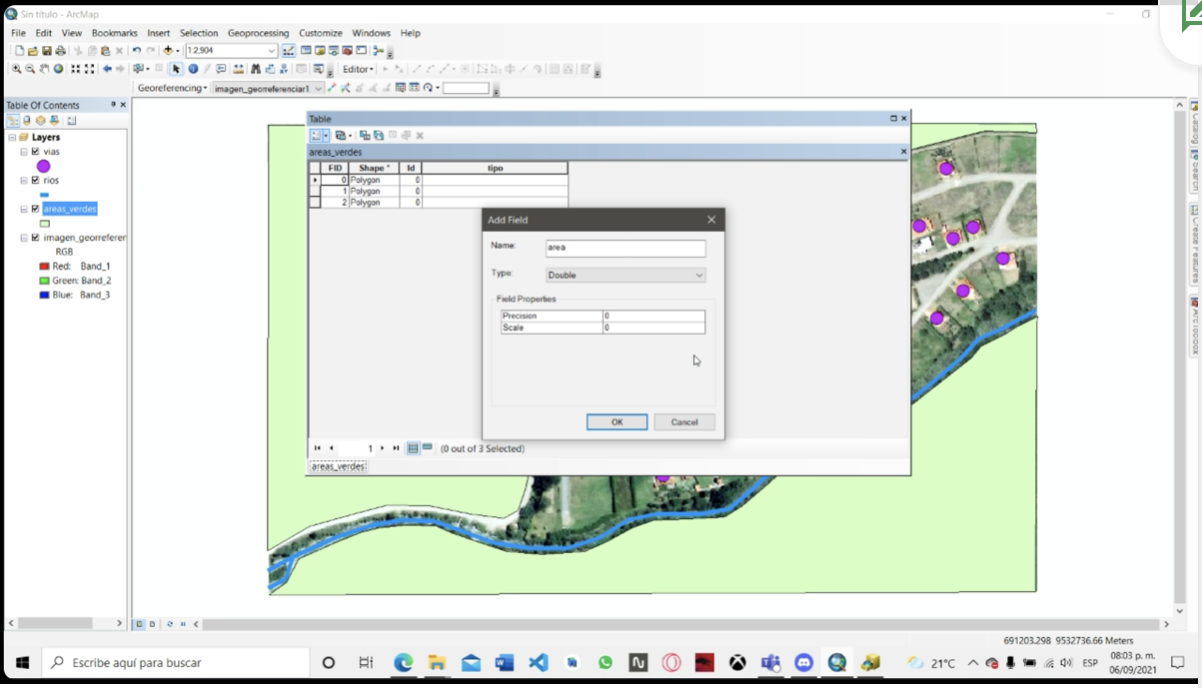 Sin título - ArcMap
File Edit View Bookmarks Insert Selection Geoprocessing Customize Windows Help
1:2,904
Editor
Georeferencing imagen_georreferenciar1
Table Of Contents
Layers
vias
rios
areas_verdes
imagen_georreferer
RGB
Red: Band_1
Green: Band_2
Blue: Band_3
Table
areas_verdes
FID Shape * Id tipo
0 Polygon 0
1 Polygon 0
2 Polygon 0
Add Field
Name: area
Type: Double
Field Properties
Precision 0
Scale 0
OK Cancel
1 (0 out of 3 Selected)
areas_verdes
Catalog
Search
Create Features
ArcToolbox
691203.298 9532736.66 Meters
Escribe aquí para buscar
21°C
ESP
08:03 p. m.
06/09/2021